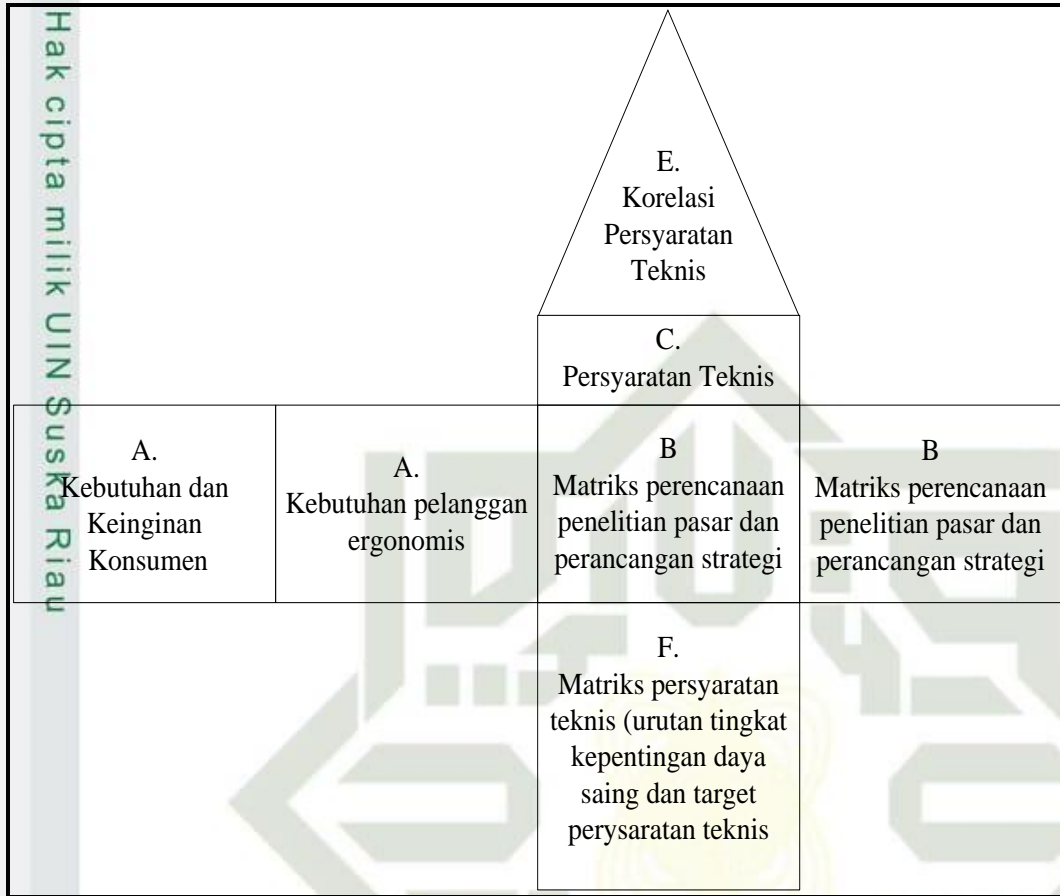 Hak cipta milik UIN Suska Riau
E.
Korelasi
Persyaratan
Teknis
C.
Persyaratan Teknis
A.
Kebutuhan dan
Keinginan
Konsumen
A.
Kebutuhan pelanggan
ergonomis
B
Matriks perencanaan
penelitian pasar dan
perancangan strategi
B
Matriks perencanaan
penelitian pasar dan
perancangan strategi
F.
Matriks persyaratan
teknis (urutan tingkat
kepentingan daya
saing dan target
perysaratan teknis